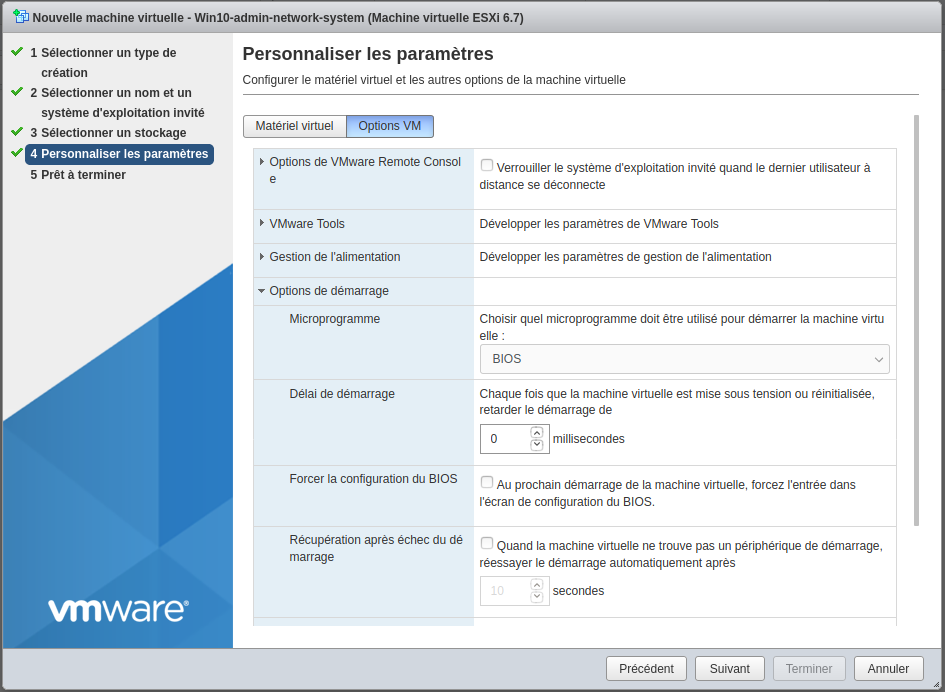 Nouvelle machine virtuelle - Win10-admin-network-system (Machine virtuelle ESXi 6.7)
1 Sélectionner un type de
création
2 Sélectionner un nom et un
système d'exploitation invité
3 Sélectionner un stockage
4 Personnaliser les paramètres
5 Prêt à terminer
vmware®
Personnaliser les paramètres
Configurer le matériel virtuel et les autres options de la machine virtuelle
Matériel virtuel
Options VM
Options de VMware Remote Consol
e
Verrouiller le système d'exploitation invité quand le dernier utilisateur à
distance se déconnecte
VMware Tools
Développer les paramètres de VMware Tools
Gestion de l'alimentation
Développer les paramètres de gestion de l'alimentation
Options de démarrage
Microprogramme
Choisir quel microprogramme doit être utilisé pour démarrer la machine virtu
elle :
BIOS
Délai de démarrage
Chaque fois que la machine virtuelle est mise sous tension ou réinitialisée,
retarder le démarrage de
0 millisecondes
Forcer la configuration du BIOS
Au prochain démarrage de la machine virtuelle, forcez l'entrée dans
l'écran de configuration du BIOS.
Récupération après échec du dé
marrage
Quand la machine virtuelle ne trouve pas un périphérique de démarrage,
réessayer le démarrage automatiquement après
10 secondes
Précédent
Suivant
Terminer
Annuler